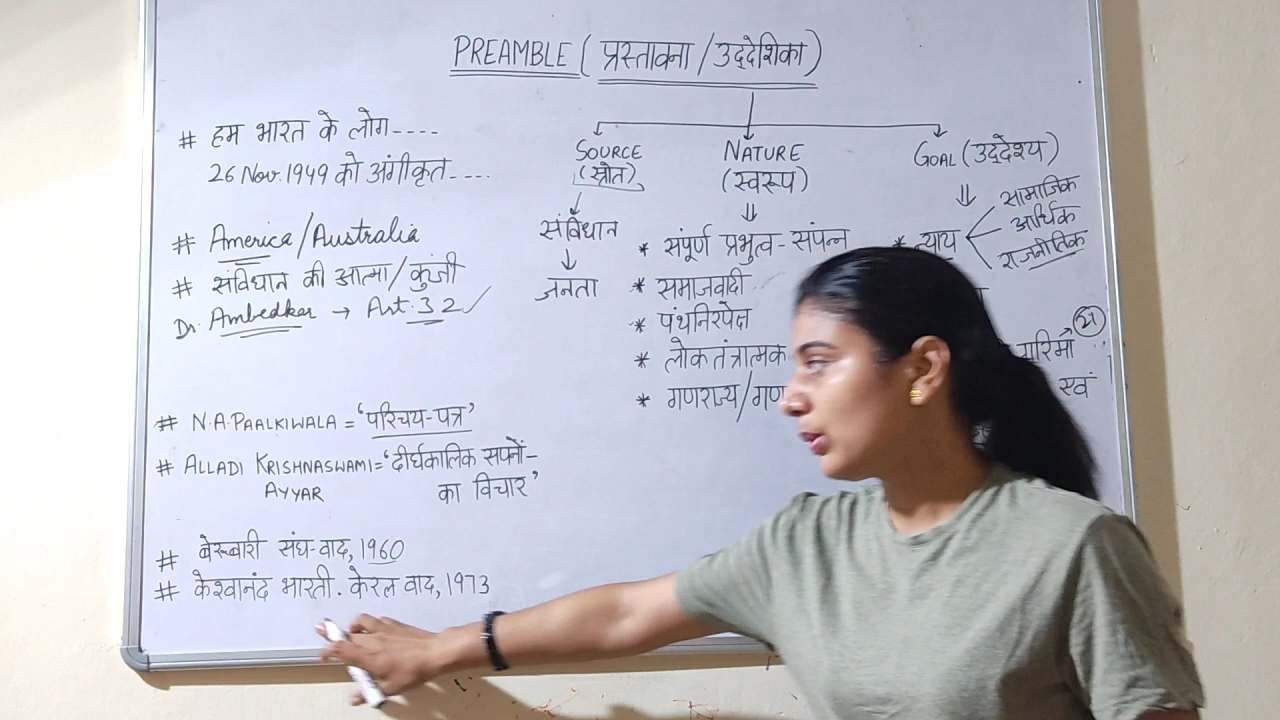 PREAMBLE (प्रस्तावना/उद्देशिका)
# हम भारत के लोग----
26 Nov. 1949 को अंगीकृत----
# America/Australia
# संविधान की आत्मा/कुंजी
Dr. Ambedkar → Art. 32 ✓
# N.A. PAALKIWALA = 'परिचय-पत्र'
# ALLADI KRISHNASWAMI = 'दीर्घकालिक सपनों-
AYYAR का विचार'
# बेरूबारी संघ-वाद, 1960
# केश्वानंद भारती. केरल वाद, 1973
SOURCE
(स्रोत)
संविधान
↓
जनता
NATURE
(स्वरूप)
* संपूर्ण प्रभुत्व-संपन्न
* समाजवादी
* पंथनिरपेक्ष
* लोकतंत्रात्मक
* गणराज्य/
GOAL (उद्देश्य)
* न्याय
सामाजिक
आर्थिक
राजनीतिक
गरिमा → 21